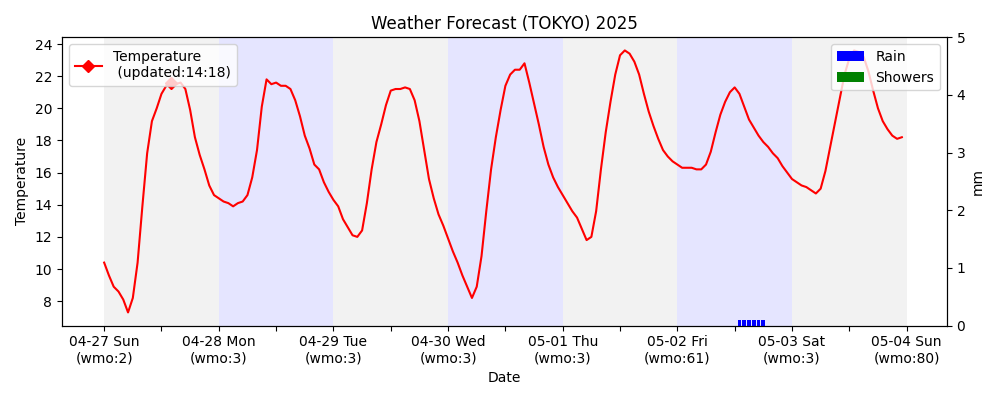 Weather Forecast (TOKYO) 2025
Temperature
(updated:14:18)
Rain
Showers
24
22
20
18
16
14
12
10
8
Temperature
5
4
3
2
1
0
mm
04-27 Sun
(wmo:2)
04-28 Mon
(wmo:3)
04-29 Tue
(wmo:3)
04-30 Wed
(wmo:3)
05-01 Thu
(wmo:3)
05-02 Fri
(wmo:61)
05-03 Sat
(wmo:3)
05-04 Sun
(wmo:80)
Date